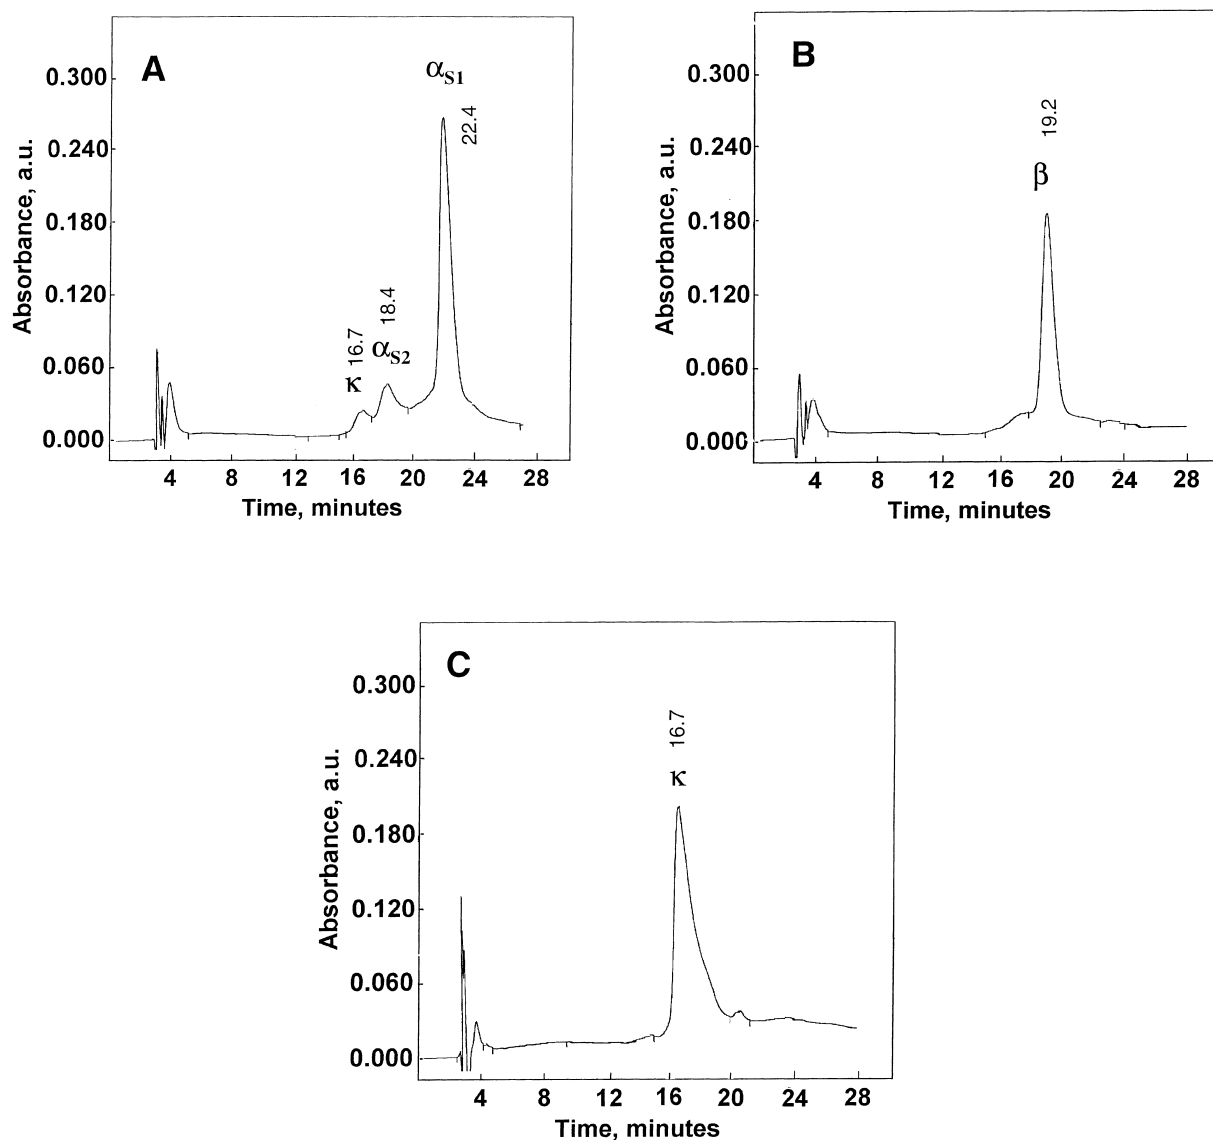 A
α_S1
22.4
18.4
16.7
α_S2
κ
0.300
0.240
0.180
0.120
0.060
0.000
Absorbance, a.u.
4 8 12 16 20 24 28
Time, minutes
B
19.2
β
0.300
0.240
0.180
0.120
0.060
0.000
Absorbance, a.u.
4 8 12 16 20 24 28
Time, minutes
C
16.7
κ
0.300
0.240
0.180
0.120
0.060
0.000
Absorbance, a.u.
4 8 12 16 20 24 28
Time, minutes